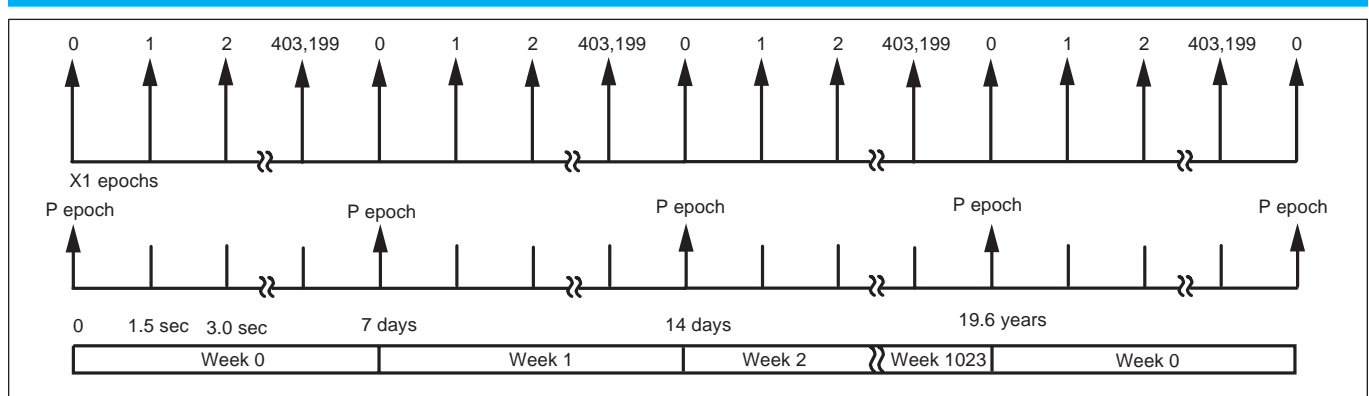 0 1 2 403,199 0 1 2 403,199 0 1 2 403,199 0 1 2 403,199 0
X1 epochs
P epoch P epoch P epoch P epoch P epoch
0 1.5 sec 3.0 sec 7 days 14 days 19.6 years
Week 0 Week 1 Week 2 Week 1023 Week 0